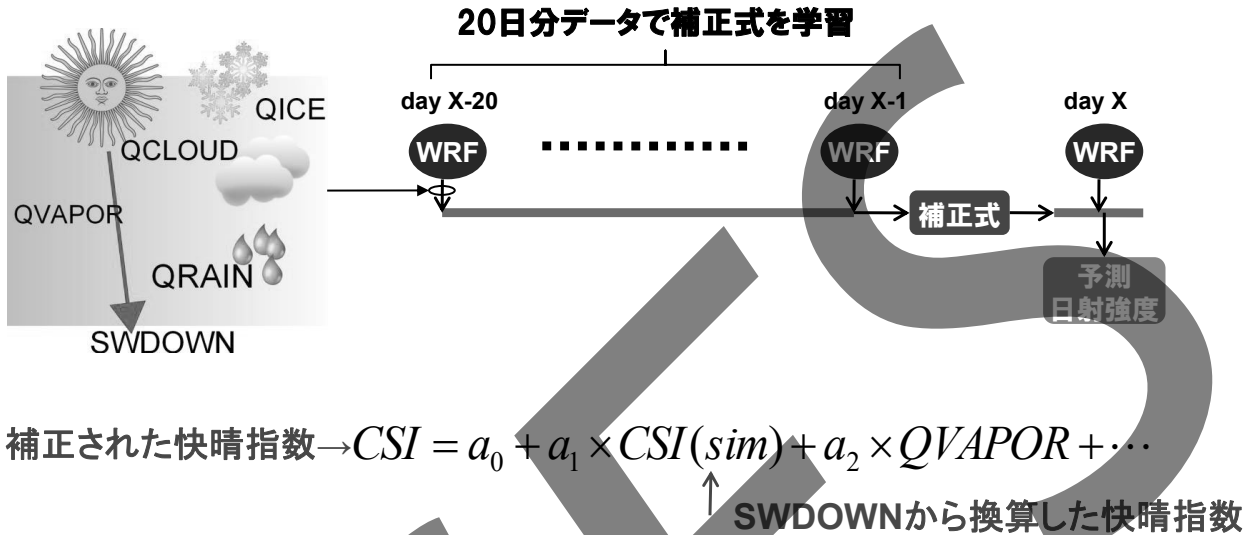 20日分データで補正式を学習
day X-20
day X-1
day X
QICE
QCLOUD
QVAPOR
QRAIN
SWDOWN
WRF
WRF
WRF
補正式
予測
日射強度
補正された快晴指数→CSI = a₀ + a₁ × CSI(sim) + a₂ × QVAPOR + ⋯
SWDOWNから換算した快晴指数